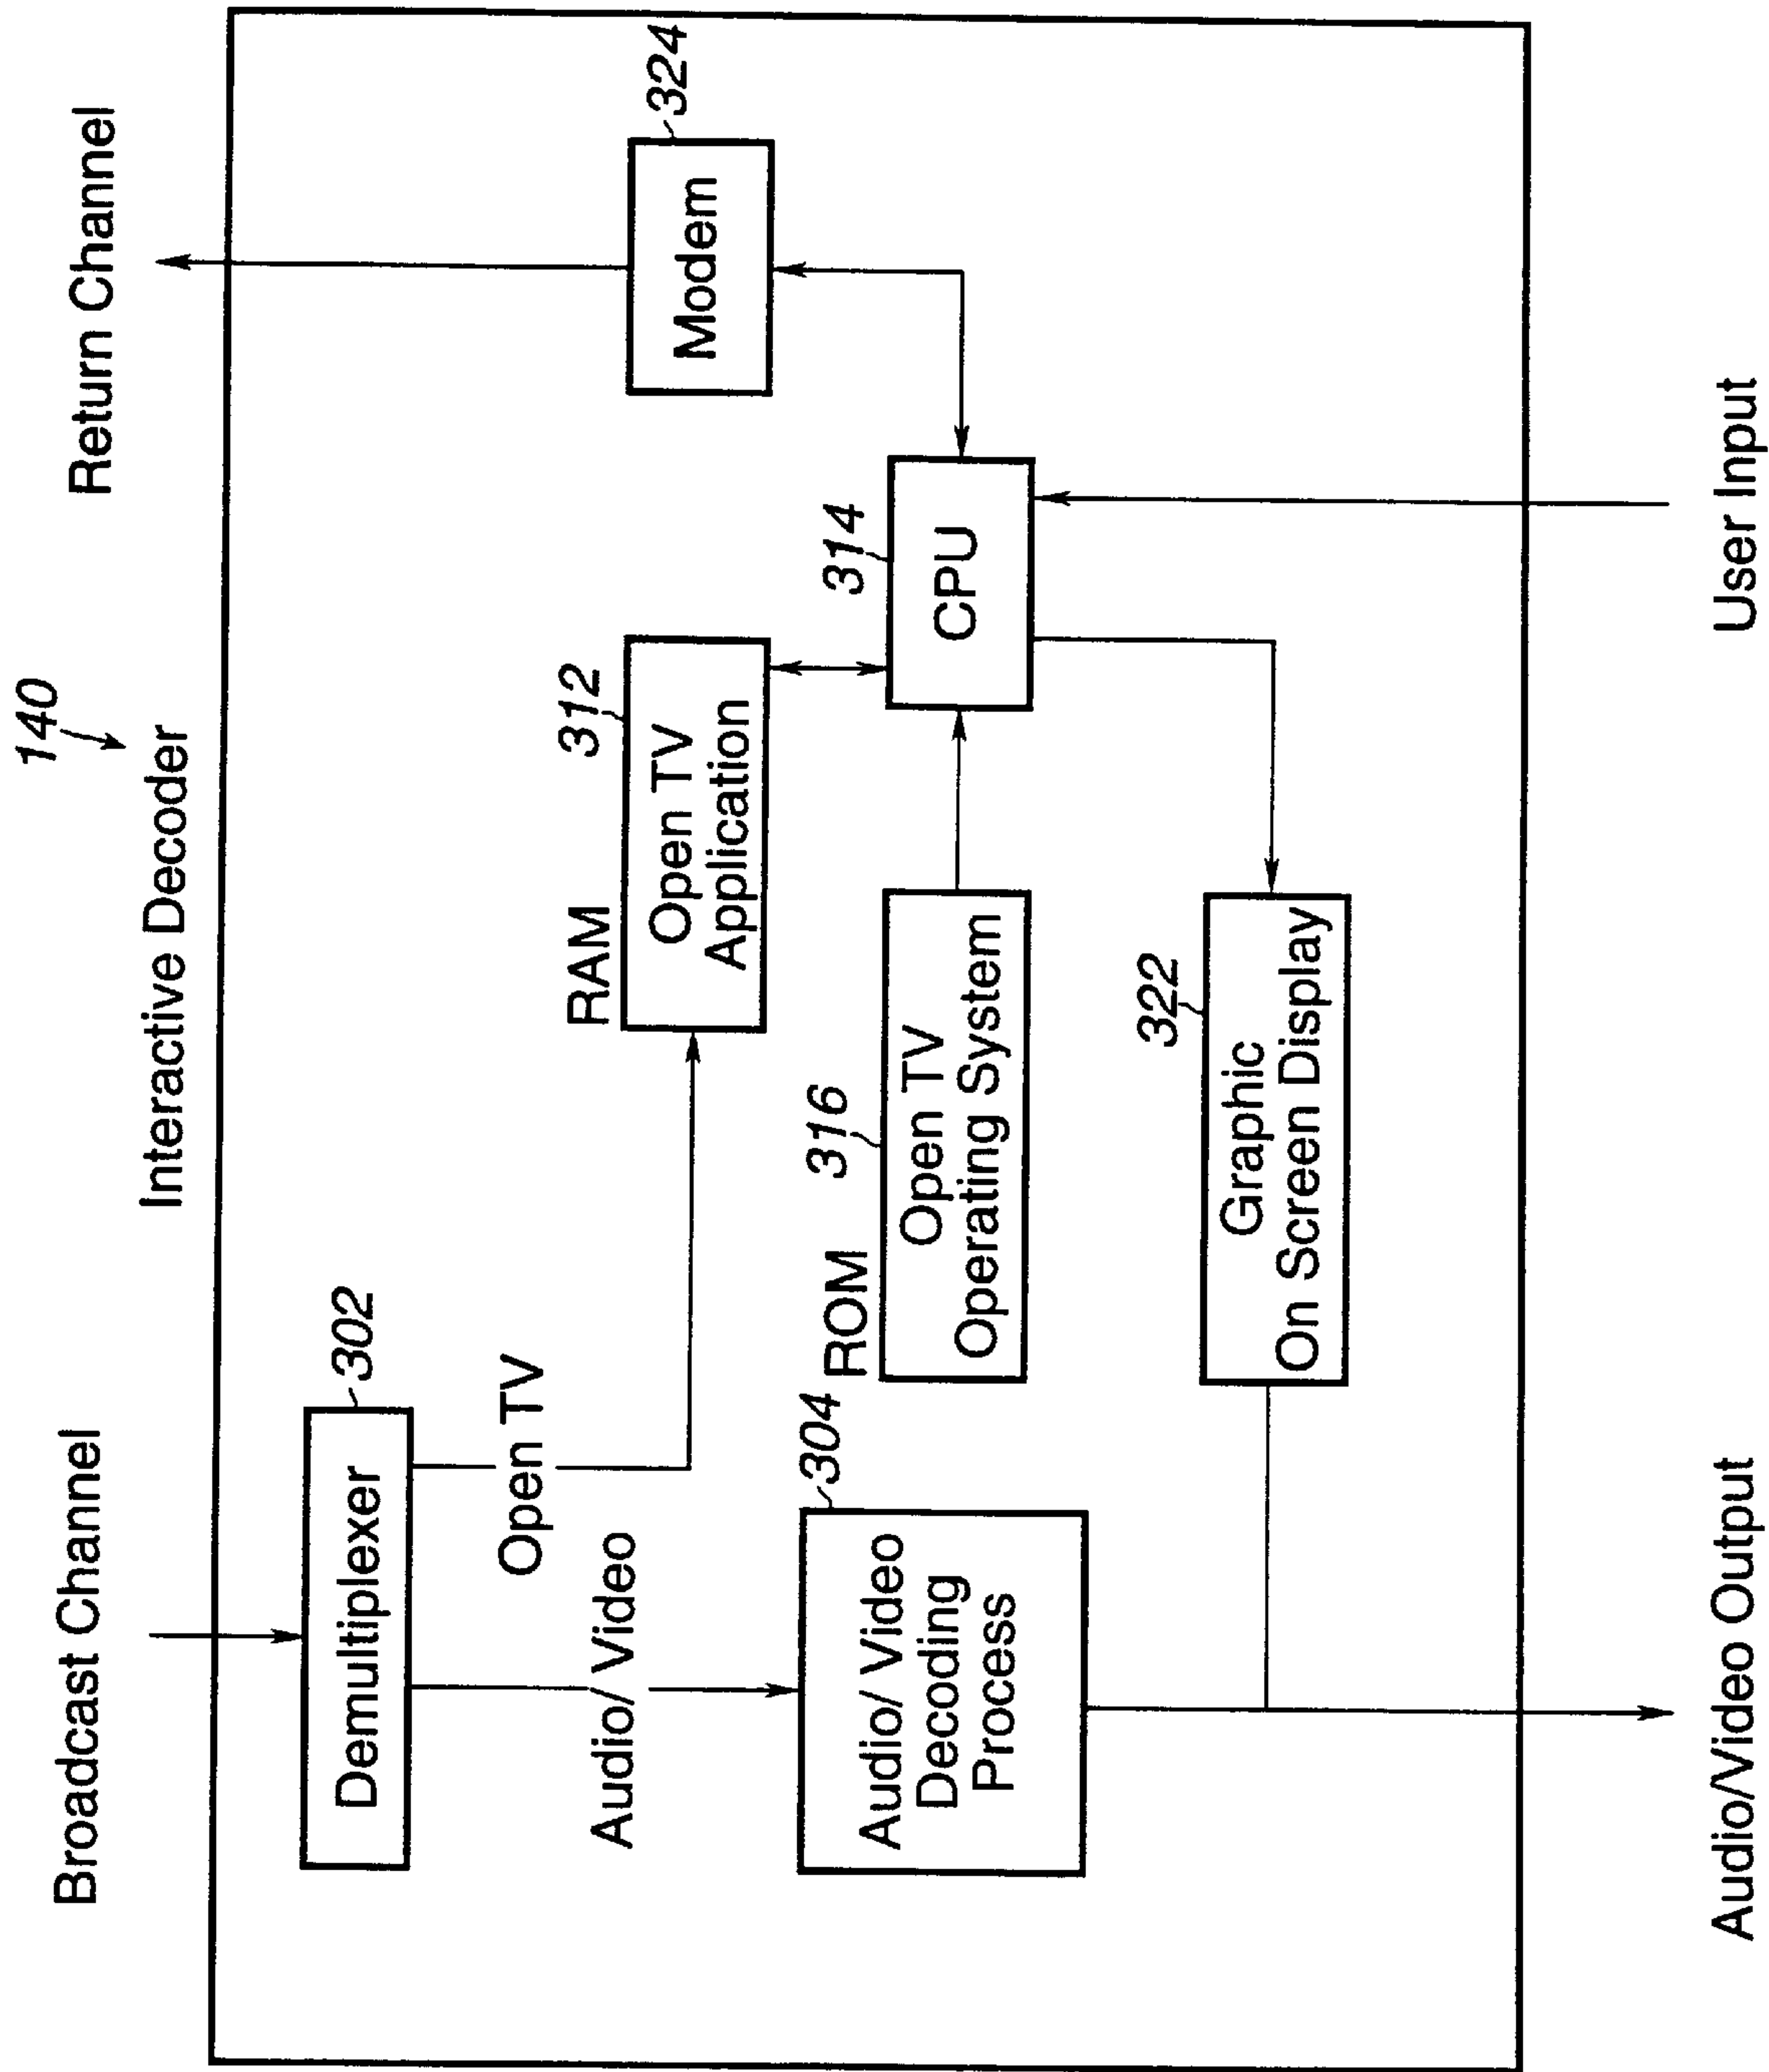 140
Broadcast Channel
Interactive Decoder
Return Channel
Demultiplexer
302
Open TV
Audio/ Video
RAM
312
Open TV
Application
Modem
324
304
Audio/ Video
Decoding
Process
ROM
316
Open TV
Operating System
314
CPU
322
Graphic
On Screen Display
Audio/Video Output
User Input